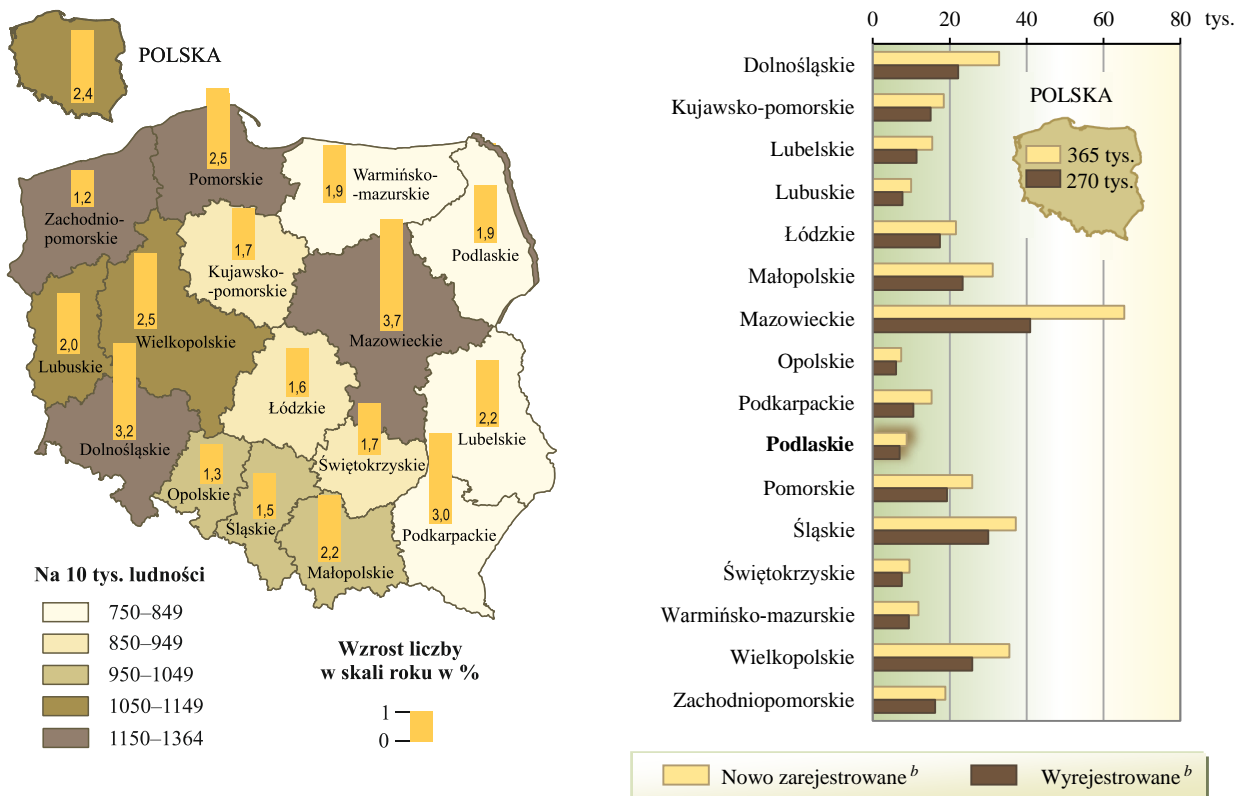 POLSKA
2,4
2,5
Pomorskie
1,2
Zachodnio-
pomorskie
1,9
Warmińsko-
-mazurskie
1,9
Podlaskie
1,7
Kujawsko-
-pomorskie
2,5
Wielkopolskie
3,7
Mazowieckie
2,0
Lubuskie
1,6
Łódzkie
2,2
Lubelskie
3,2
Dolnośląskie
1,7
Świętokrzyskie
1,3
Opolskie
1,5
Śląskie
2,2
Małopolskie
3,0
Podkarpackie
Na 10 tys. ludności
750–849
850–949
950–1049
1050–1149
1150–1364
Wzrost liczby
w skali roku w %
1
0
0 20 40 60 80 tys.
Dolnośląskie
Kujawsko-pomorskie
Lubelskie
Lubuskie
Łódzkie
Małopolskie
Mazowieckie
Opolskie
Podkarpackie
Podlaskie
Pomorskie
Śląskie
Świętokrzyskie
Warmińsko-mazurskie
Wielkopolskie
Zachodniopomorskie
POLSKA
365 tys.
270 tys.
Nowo zarejestrowane b Wyrejestrowane b